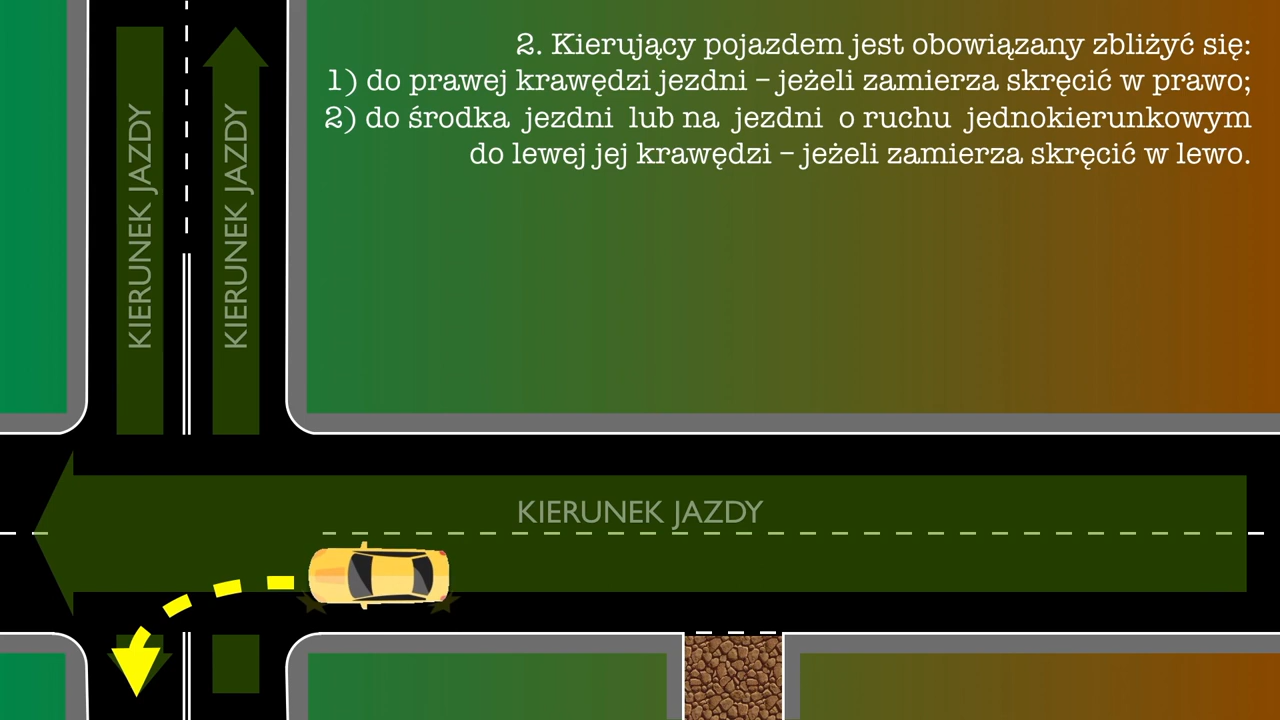 2. Kierujący pojazdem jest obowiązany zbliżyć się:
1) do prawej krawędzi jezdni – jeżeli zamierza skręcić w prawo;
2) do środka jezdni lub na jezdni o ruchu jednokierunkowym
do lewej jej krawędzi – jeżeli zamierza skręcić w lewo.
KIERUNEK JAZDY
KIERUNEK JAZDY
KIERUNEK JAZDY